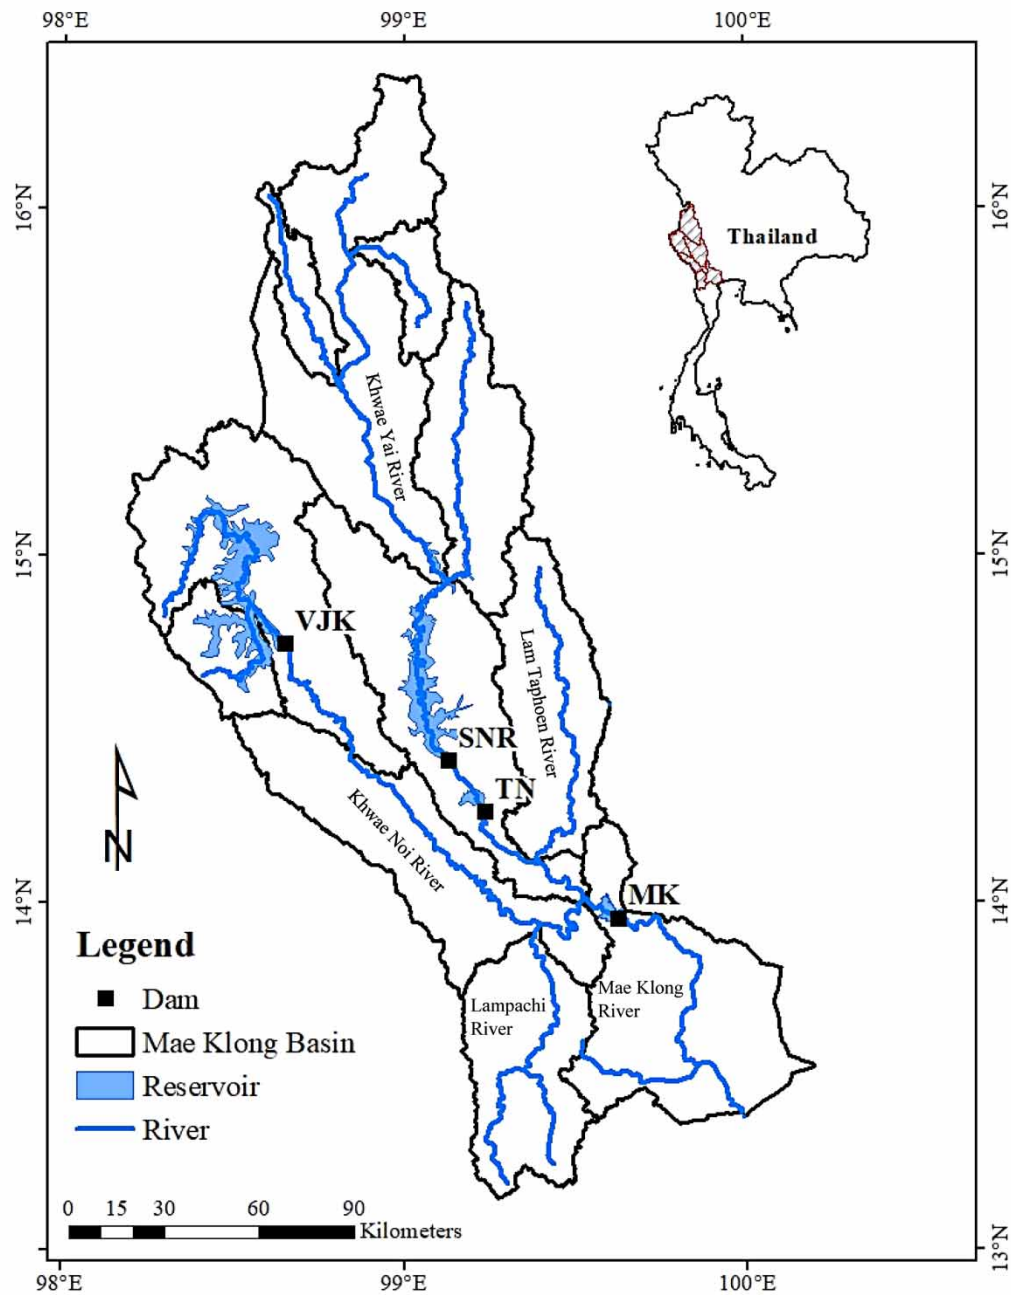 98°E 99°E 100°E
16°N
16°N
Thailand
Khwae Yai River
15°N
15°N
VJK
Lam Taphoen River
SNR
TN
Khwae Noi River
N
14°N
14°N
MK
Legend
Dam
Mae Klong Basin
Reservoir
River
Lampachi
River
Mae Klong
River
0 15 30 60 90
Kilometers
13°N
98°E 99°E 100°E